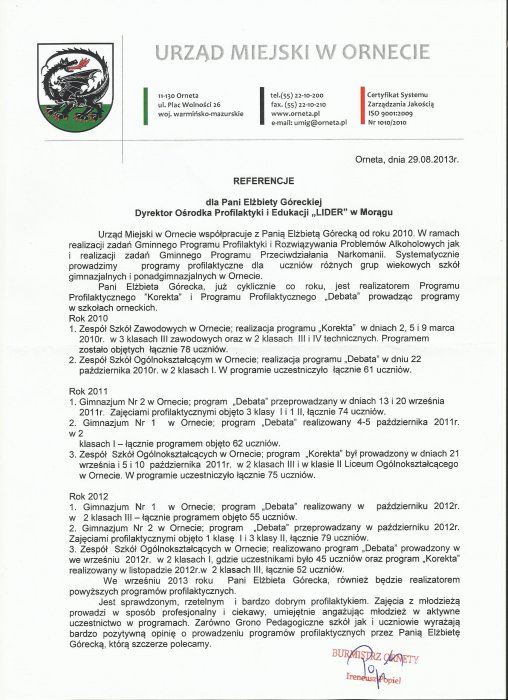 URZĄD MIEJSKI W ORNECIE
11-130 Orneta
ul. Plac Wolności 26
woj. warmińsko-mazurskie
tel.(55) 22-10-200
fax. (55) 22-10-210
www.orneta.pl
e-mail: umig@orneta.pl
Certyfikat Systemu
Zarządzania Jakością
ISO 9001:2009
Nr 1010/2010
Orneta, dnia 29.08.2013r.
REFERENCJE
dla Pani Elżbiety Góreckiej
Dyrektor Ośrodka Profilaktyki i Edukacji „LIDER" w Morągu
Urząd Miejski w Ornecie współpracuje z Panią Elżbietą Górecką od roku 2010. W ramach
realizacji zadań Gminnego Programu Profilaktyki i Rozwiązywania Problemów Alkoholowych jak
i realizacji zadań Gminnego Programu Przeciwdziałania Narkomanii. Systematycznie
prowadzimy programy profilaktyczne dla uczniów różnych grup wiekowych szkół
gimnazjalnych i ponadgimnazjalnych w Ornecie.
Pani Elżbieta Górecka, już cyklicznie co roku, jest realizatorem Programu
Profilaktycznego "Korekta" i Programu Profilaktycznego „Debata" prowadząc programy
w szkołach orneckich.
Rok 2010
1. Zespół Szkół Zawodowych w Ornecie; realizacja programu „Korekta" w dniach 2, 5 i 9 marca
2010r. w 3 klasach III zawodowych oraz w 2 klasach III i IV technicznych. Programem
zostało objętych łącznie 78 uczniów.
2. Zespół Szkół Ogólnokształcącym w Ornecie; realizacja programu „Debata" w dniu 22
października 2010r. w 2 klasach I. W programie uczestniczyło łącznie 61 uczniów.
Rok 2011
1. Gimnazjum Nr 2 w Ornecie; program „Debata" przeprowadzany w dniach 13 i 20 września
2011r. Zajęciami profilaktycznymi objęto 3 klasy I i 1 II, łącznie 74 uczniów.
2. Gimnazjum Nr 1 w Ornecie; program „Debata" realizowany 4-5 października 2011r.
w 2
klasach I – łącznie programem objęto 62 uczniów.
3. Zespół Szkół Ogólnokształcącego w Ornecie; program „Korekta" był prowadzony w dniach 21
września i 5 i 10 października 2011r. w 2 klasach III i w klasie II Liceum Ogólnokształcącego
w Ornecie. W programie uczestniczyło łącznie 75 uczniów.
Rok 2012
1. Gimnazjum Nr 1 w Ornecie; program „Debata" realizowany w październiku 2012r.
w 2 klasach III – łącznie programem objęto 55 uczniów.
2. Gimnazjum Nr 2 w Ornecie; program „Debata" przeprowadzany w październiku 2012r.
Zajęciami profilaktycznymi objęto 1 klasę I i 3 klasy II, łącznie 79 uczniów.
3. Zespół Szkół Ogólnokształcących w Ornecie; realizowano program "Debata" prowadzony w
we wrześniu 2012r. w 2 klasach I, gdzie uczestnikami było 45 uczniów oraz program "Korekta"
realizowany w listopadzie 2012r.w 2 klasach III, łącznie 52 uczniów.
We wrześniu 2013 roku Pani Elżbieta Górecka, również będzie realizatorem
powyższych programów profilaktycznych.
Jest sprawdzonym, rzetelnym i bardzo dobrym profilaktykiem. Zajęcia z młodzieżą
prowadzi w sposób profesjonalny i ciekawy, umiejętnie angażując młodzież w aktywne
uczestnictwo w programach. Zarówno Grono Pedagogiczne szkół jak i uczniowie wyrażają
bardzo pozytywną opinię o prowadzeniu programów profilaktycznych przez Panią Elżbietę
Górecką, którą szczerze polecamy.
BURMISTRZ ORNETY
Ireneusz Popiel